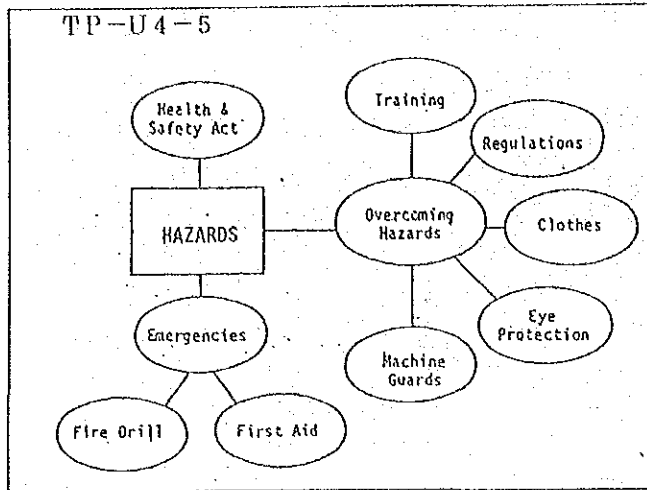 TP-U4-5
Health &
Safety Act
Training
Regulations
HAZARDS
Overcoming
Hazards
Clothes
Emergencies
Eye
Protection
Machine
Guards
Fire Drill
First Aid